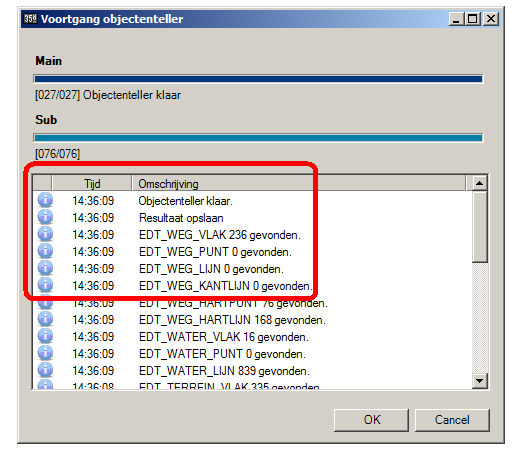 Voortgang objectenteller
Main
[027/027] Objectenteller klaar
Sub
[076/076]
Tijd Omschrijving
14:36:09 Objectenteller klaar.
14:36:09 Resultaat opslaan
14:36:09 EDT_WEG_VLAK 236 gevonden.
14:36:09 EDT_WEG_PUNT 0 gevonden.
14:36:09 EDT_WEG_LIJN 0 gevonden.
14:36:09 EDT_WEG_KANTLIJN 0 gevonden.
14:36:09 EDT_WEG_HARTPUNT 76 gevonden.
14:36:09 EDT_WEG_HARTLIJN 168 gevonden.
14:36:09 EDT_WATER_VLAK 16 gevonden.
14:36:09 EDT_WATER_PUNT 0 gevonden.
14:36:09 EDT_WATER_LIJN 839 gevonden.
14:36:08 EDT_TERREIN_VLAK 335 gevonden.
OK Cancel